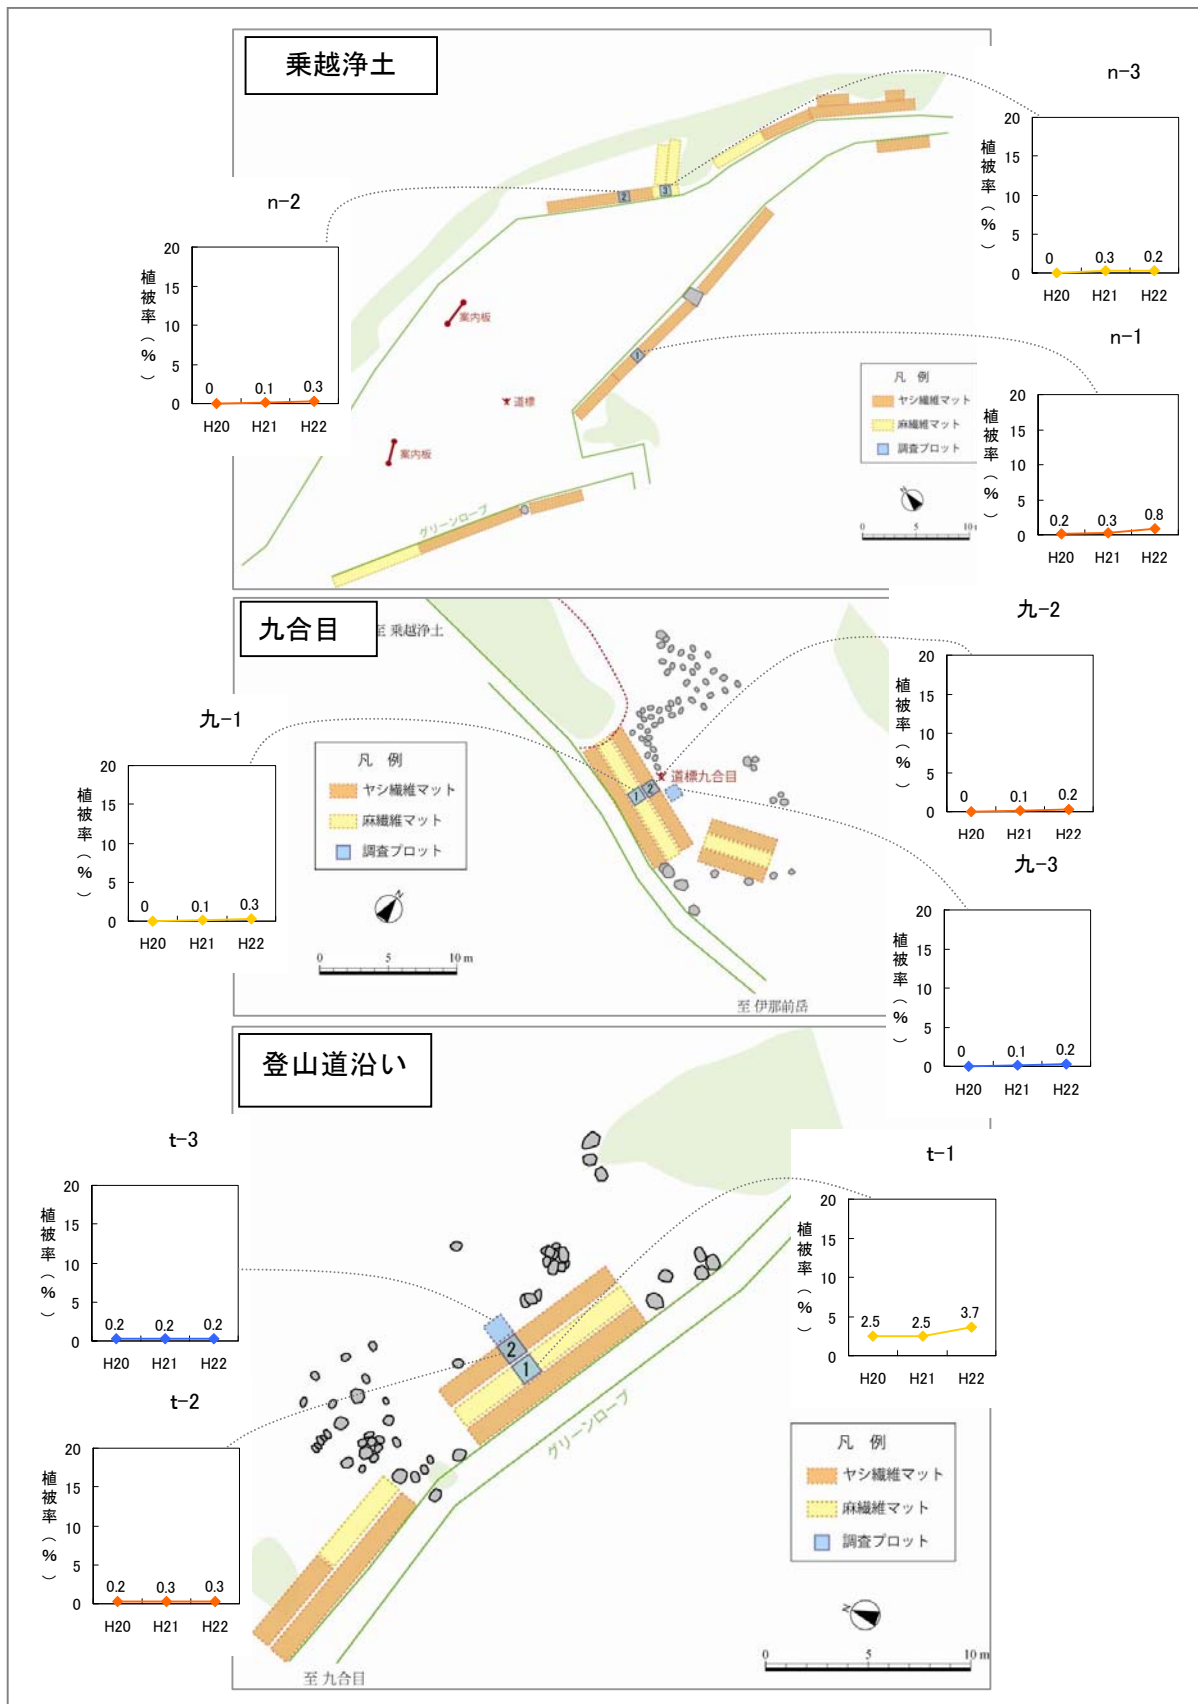 乗越浄土
n-3
植被率(%)
20
15
10
5
0
0
0.3
0.2
H20
H21
H22
n-2
植被率(%)
20
15
10
5
0
0
0.1
0.3
H20
H21
H22
2
3
1
案内板
道標
案内板
グリーンロープ
n-1
植被率(%)
20
15
10
5
0
0.2
0.3
0.8
H20
H21
H22
凡 例
ヤシ繊維マット
麻繊維マット
調査プロット
N
0 5 10 m
九合目
至 乗越浄土
九-2
植被率(%)
20
15
10
5
0
0
0.1
0.2
H20
H21
H22
九-1
植被率(%)
20
15
10
5
0
0
0.1
0.3
H20
H21
H22
凡 例
ヤシ繊維マット
麻繊維マット
調査プロット
N
0 5 10 m
道標九合目
1
2
至 伊那前岳
九-3
植被率(%)
20
15
10
5
0
0
0.1
0.2
H20
H21
H22
登山道沿い
t-3
植被率(%)
20
15
10
5
0
0.2
0.2
0.2
H20
H21
H22
t-1
植被率(%)
20
15
10
5
0
2.5
2.5
3.7
H20
H21
H22
2
1
グリーンロープ
t-2
植被率(%)
20
15
10
5
0
0.2
0.3
0.3
H20
H21
H22
凡 例
ヤシ繊維マット
麻繊維マット
調査プロット
N
0 5 10 m
至 九合目